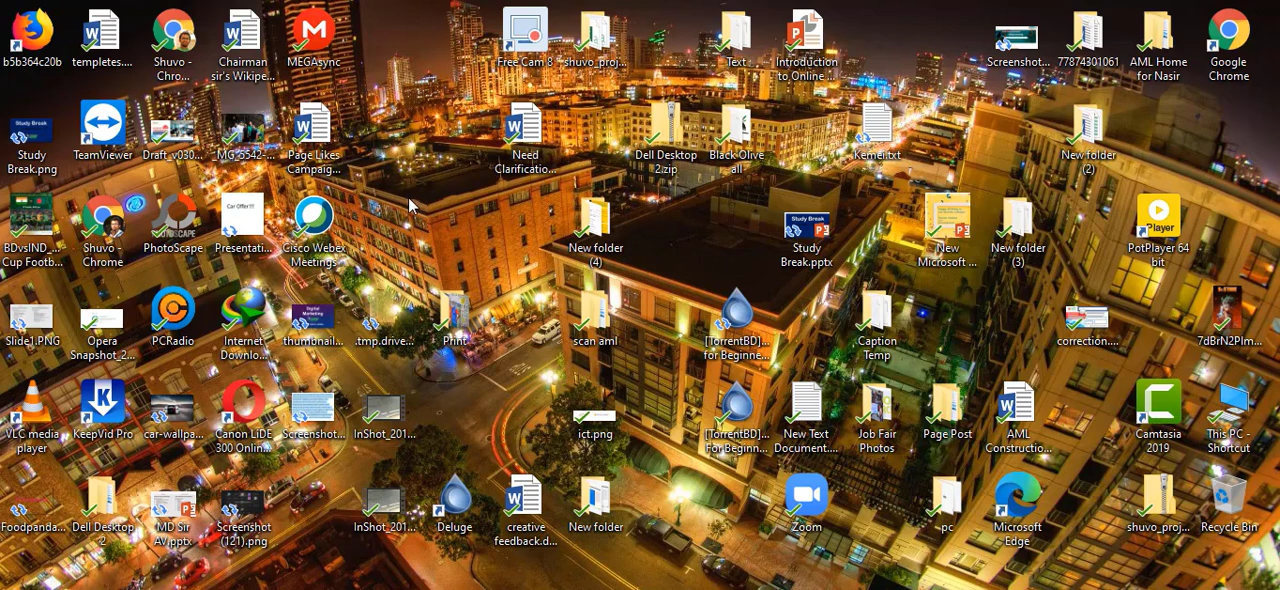 b5b364c20b
templetes....
Shuvo -
Chro...
Chairman
sir's Wikipe...
MEGAsync
Free Cam 8
shuvo_proj...
Text
Introduction
to Online ...
Screenshot...
77874301061
AML Home
for Nasir
Google
Chrome
Study
Break.png
TeamViewer
Draft_v030...
MG_5542-...
Page Likes
Campaig...
Need
Clarificatio...
Dell Desktop
2.zip
Black Olive
all
Kemei.txt
New folder
(2)
BDvsIND_...
Cup Footb...
Shuvo -
Chrome
PhotoScape
Presentati...
Cisco Webex
Meetings
New folder
(4)
Study
Break.pptx
New
Microsoft ...
New folder
(3)
PotPlayer 64
bit
Slide1.PNG
Opera
Snapshot_2...
PCRadio
Internet
Downlo...
thumbnail...
.tmp.drive...
Print
scan aml
[TorrentBD]...
for Beginne...
Caption
Temp
correction....
7dBrN2PIm...
VLC media
player
KeepVid Pro
car-wallpa...
Canon LiDE
300 Onlin...
Screenshot...
InShot_201...
ict.png
[TorrentBD]...
For Beginn...
New Text
Document....
Job Fair
Photos
Page Post
AML
Constructio...
Camtasia
2019
This PC -
Shortcut
Foodpanda...
Dell Desktop
2
MD Sir
AV.pptx
Screenshot
(121).png
InShot_201...
Deluge
creative
feedback.d...
New folder
Zoom
pc
Microsoft
Edge
shuvo_proj...
Recycle Bin